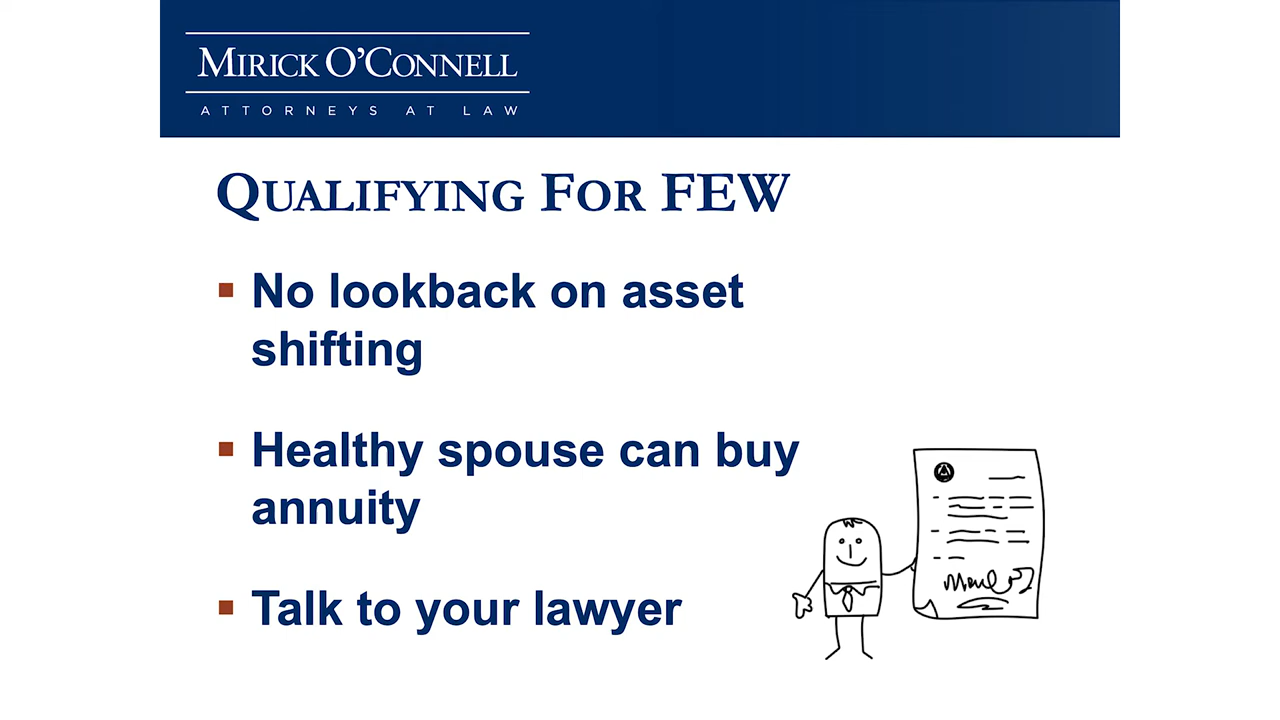 MIRICK O'CONNELL
ATTORNEYS AT LAW
QUALIFYING FOR FEW
▪ No lookback on asset
shifting
▪ Healthy spouse can buy
annuity
▪ Talk to your lawyer